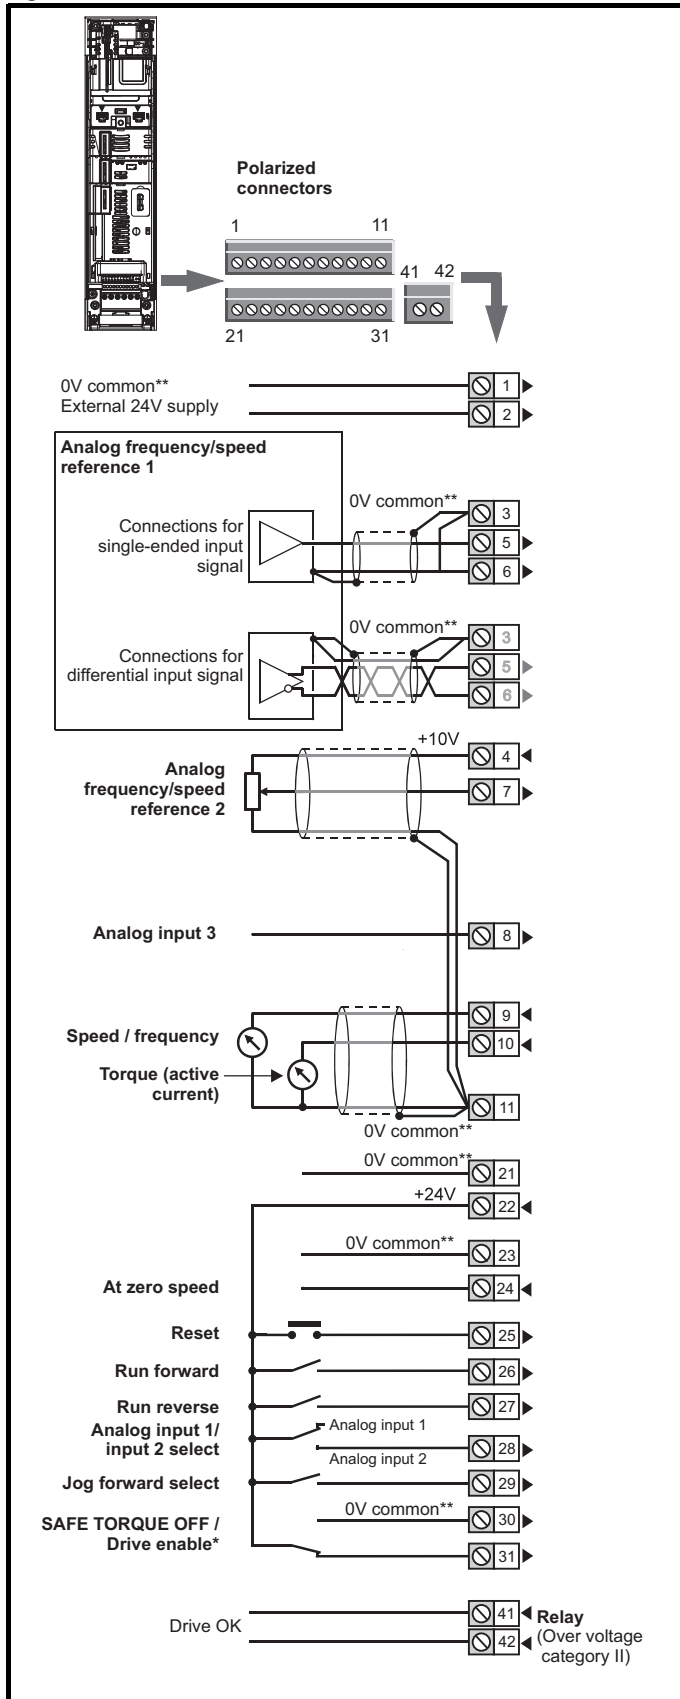 Polarized
connectors
1 11
41 42
21 31
0V common** 1
External 24V supply 2
Analog frequency/speed
reference 1
0V common** 3
Connections for
single-ended input
signal
5
6
0V common** 3
Connections for
differential input signal
5
6
+10V 4
Analog
frequency/speed
reference 2
7
Analog input 3 8
9
Speed / frequency
10
Torque (active
current)
11
0V common**
0V common** 21
+24V 22
0V common** 23
At zero speed 24
Reset 25
Run forward 26
Run reverse 27
Analog input 1/
input 2 select
Analog input 1
28
Analog input 2
Jog forward select 29
0V common** 30
SAFE TORQUE OFF /
Drive enable*
31
Drive OK
41
42
Relay
(Over voltage
category II)